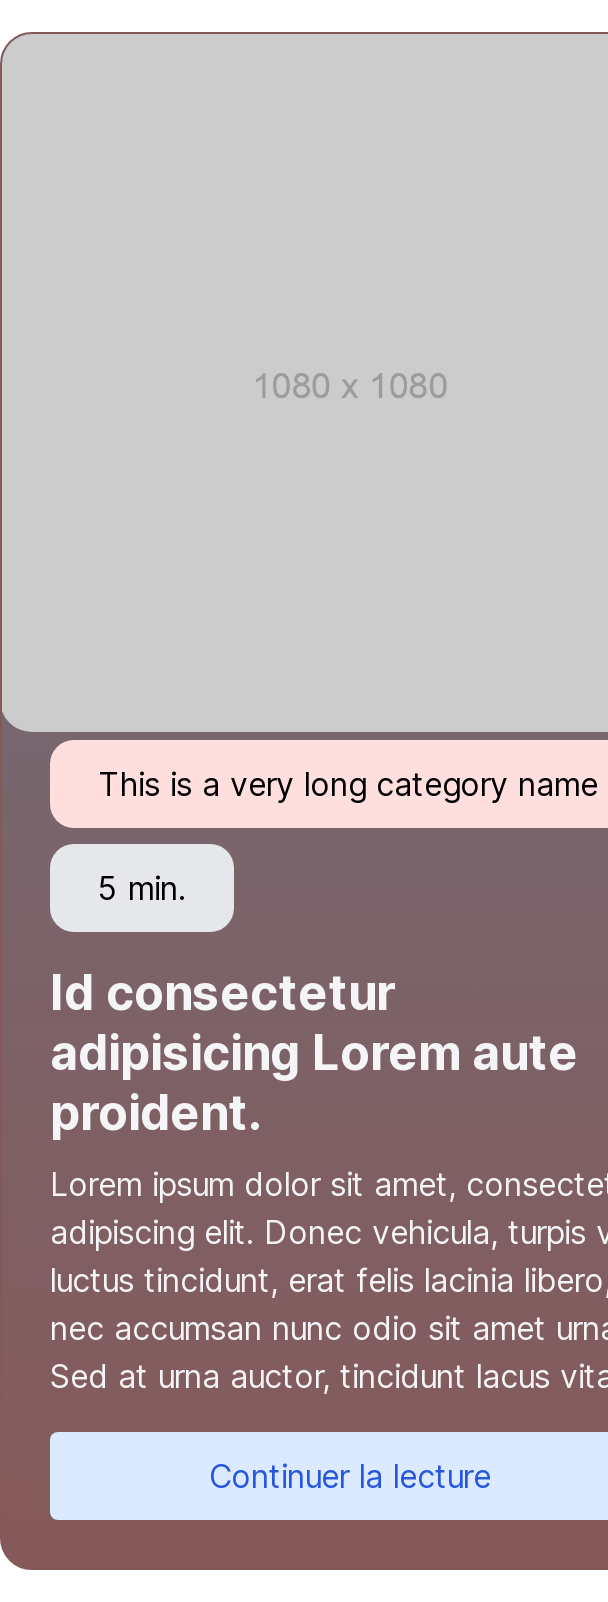 1080 x 1080
This is a very long category name
5 min.
Id consectetur
adipisicing Lorem aute
proident.
Lorem ipsum dolor sit amet,
adipiscing elit. Donec vehicula, turpis
luctus tincidunt, erat felis lacinia libero,
nec accumsan nunc odio sit amet urna
Sed at urna auctor, tincidunt lacus
Continuer la lecture